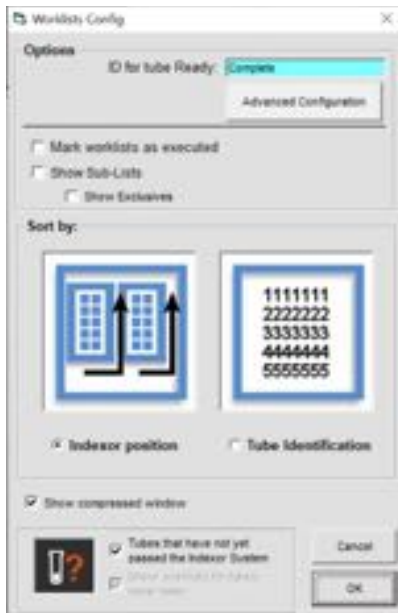 Worklists Config
Options
ID for tube Ready: Complete
Advanced Configuration
Mark worklists as executed
Show Sub-Lists
Show Exclusives
Sort by:
1111111
2222222
3333333
4444444
5555555
Indexor position
Tube Identification
Show compressed window
Tubes that have not yet
passed the Indexor System
Cancel
OK